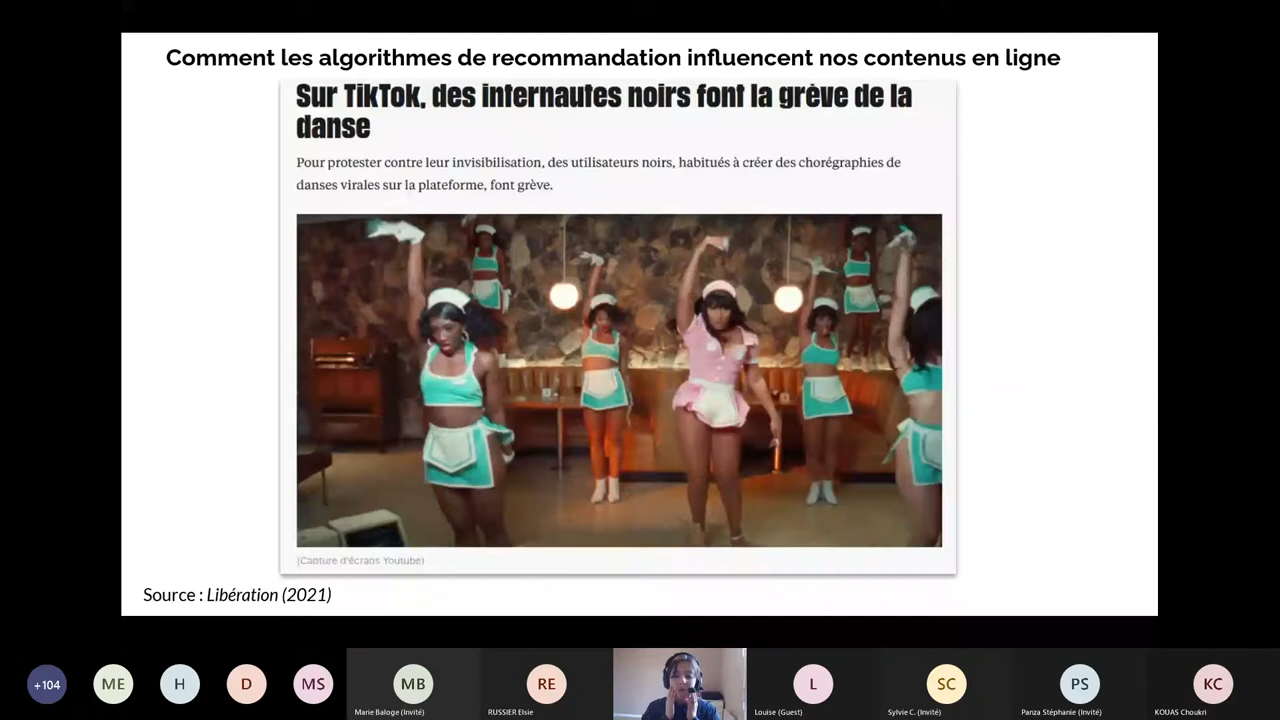 Comment les algorithmes de recommandation influencent nos contenus en ligne
Sur TikTok, des internautes noirs font la grève de la
danse
Pour protester contre leur invisibilisation, des utilisateurs noirs, habitués à créer des chorégraphies de
danses virales sur la plateforme, font grève.
(Capture d'écrans Youtube)
Source : Libération (2021)
+104
ME
H
D
MS
MB
RE
L
SC
PS
KC
Marie Baloge (Invité)
RUSSIER Elsie
Louise (Guest)
Sylvie C. (Invité)
Panza Stéphanie (Invité)
KOUAS Choukri